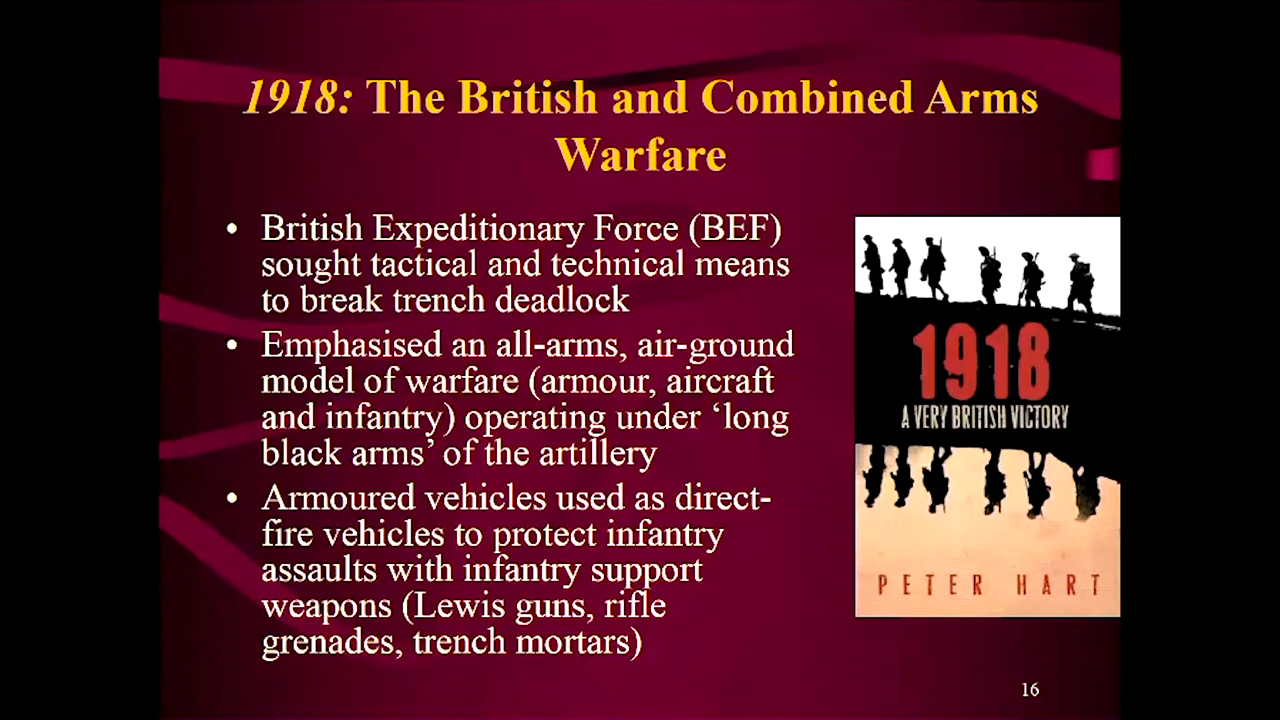 1918: The British and Combined Arms
Warfare
• British Expeditionary Force (BEF)
sought tactical and technical means
to break trench deadlock
• Emphasised an all-arms, air-ground
model of warfare (armour, aircraft
and infantry) operating under ‘long
black arms’ of the artillery
• Armoured vehicles used as direct-
fire vehicles to protect infantry
assaults with infantry support
weapons (Lewis guns, rifle
grenades, trench mortars)
1918
A VERY BRITISH VICTORY
PETER HART
16